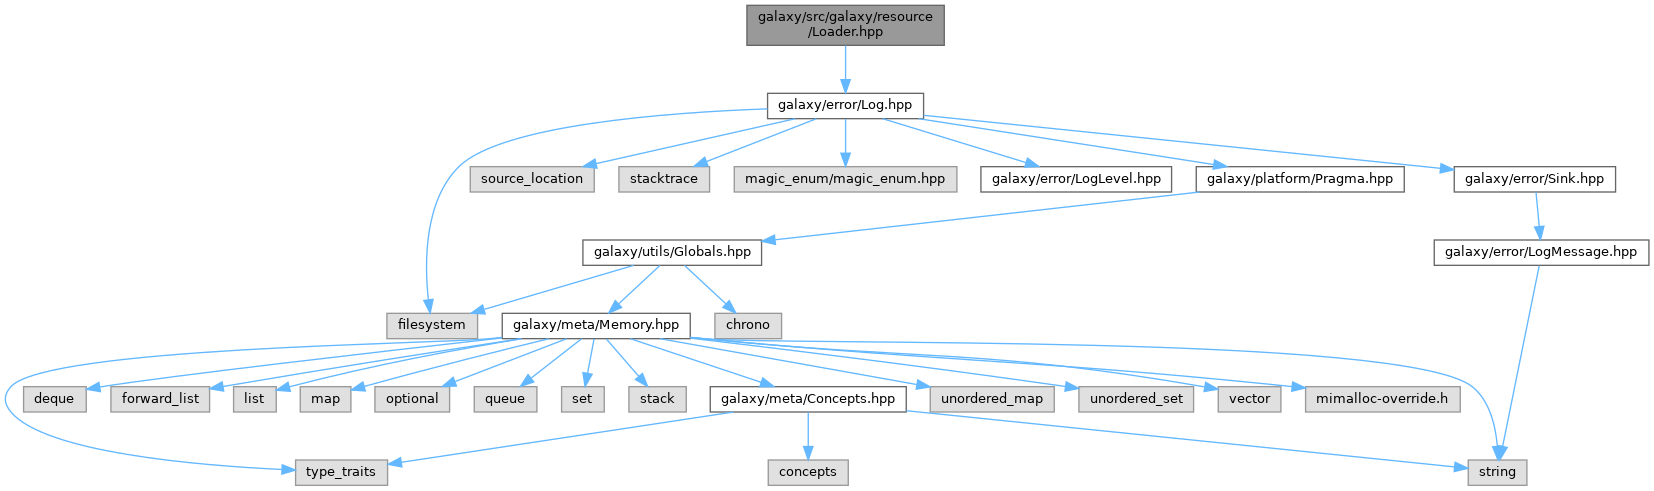 galaxy/src/galaxy/resource
/Loader.hpp
galaxy/error/Log.hpp
source_location
stacktrace
magic_enum/magic_enum.hpp
galaxy/error/LogLevel.hpp
galaxy/platform/Pragma.hpp
galaxy/error/Sink.hpp
galaxy/utils/Globals.hpp
galaxy/error/LogMessage.hpp
filesystem
galaxy/meta/Memory.hpp
chrono
deque
forward_list
list
map
optional
queue
set
stack
galaxy/meta/Concepts.hpp
unordered_map
unordered_set
vector
mimalloc-override.h
type_traits
concepts
string